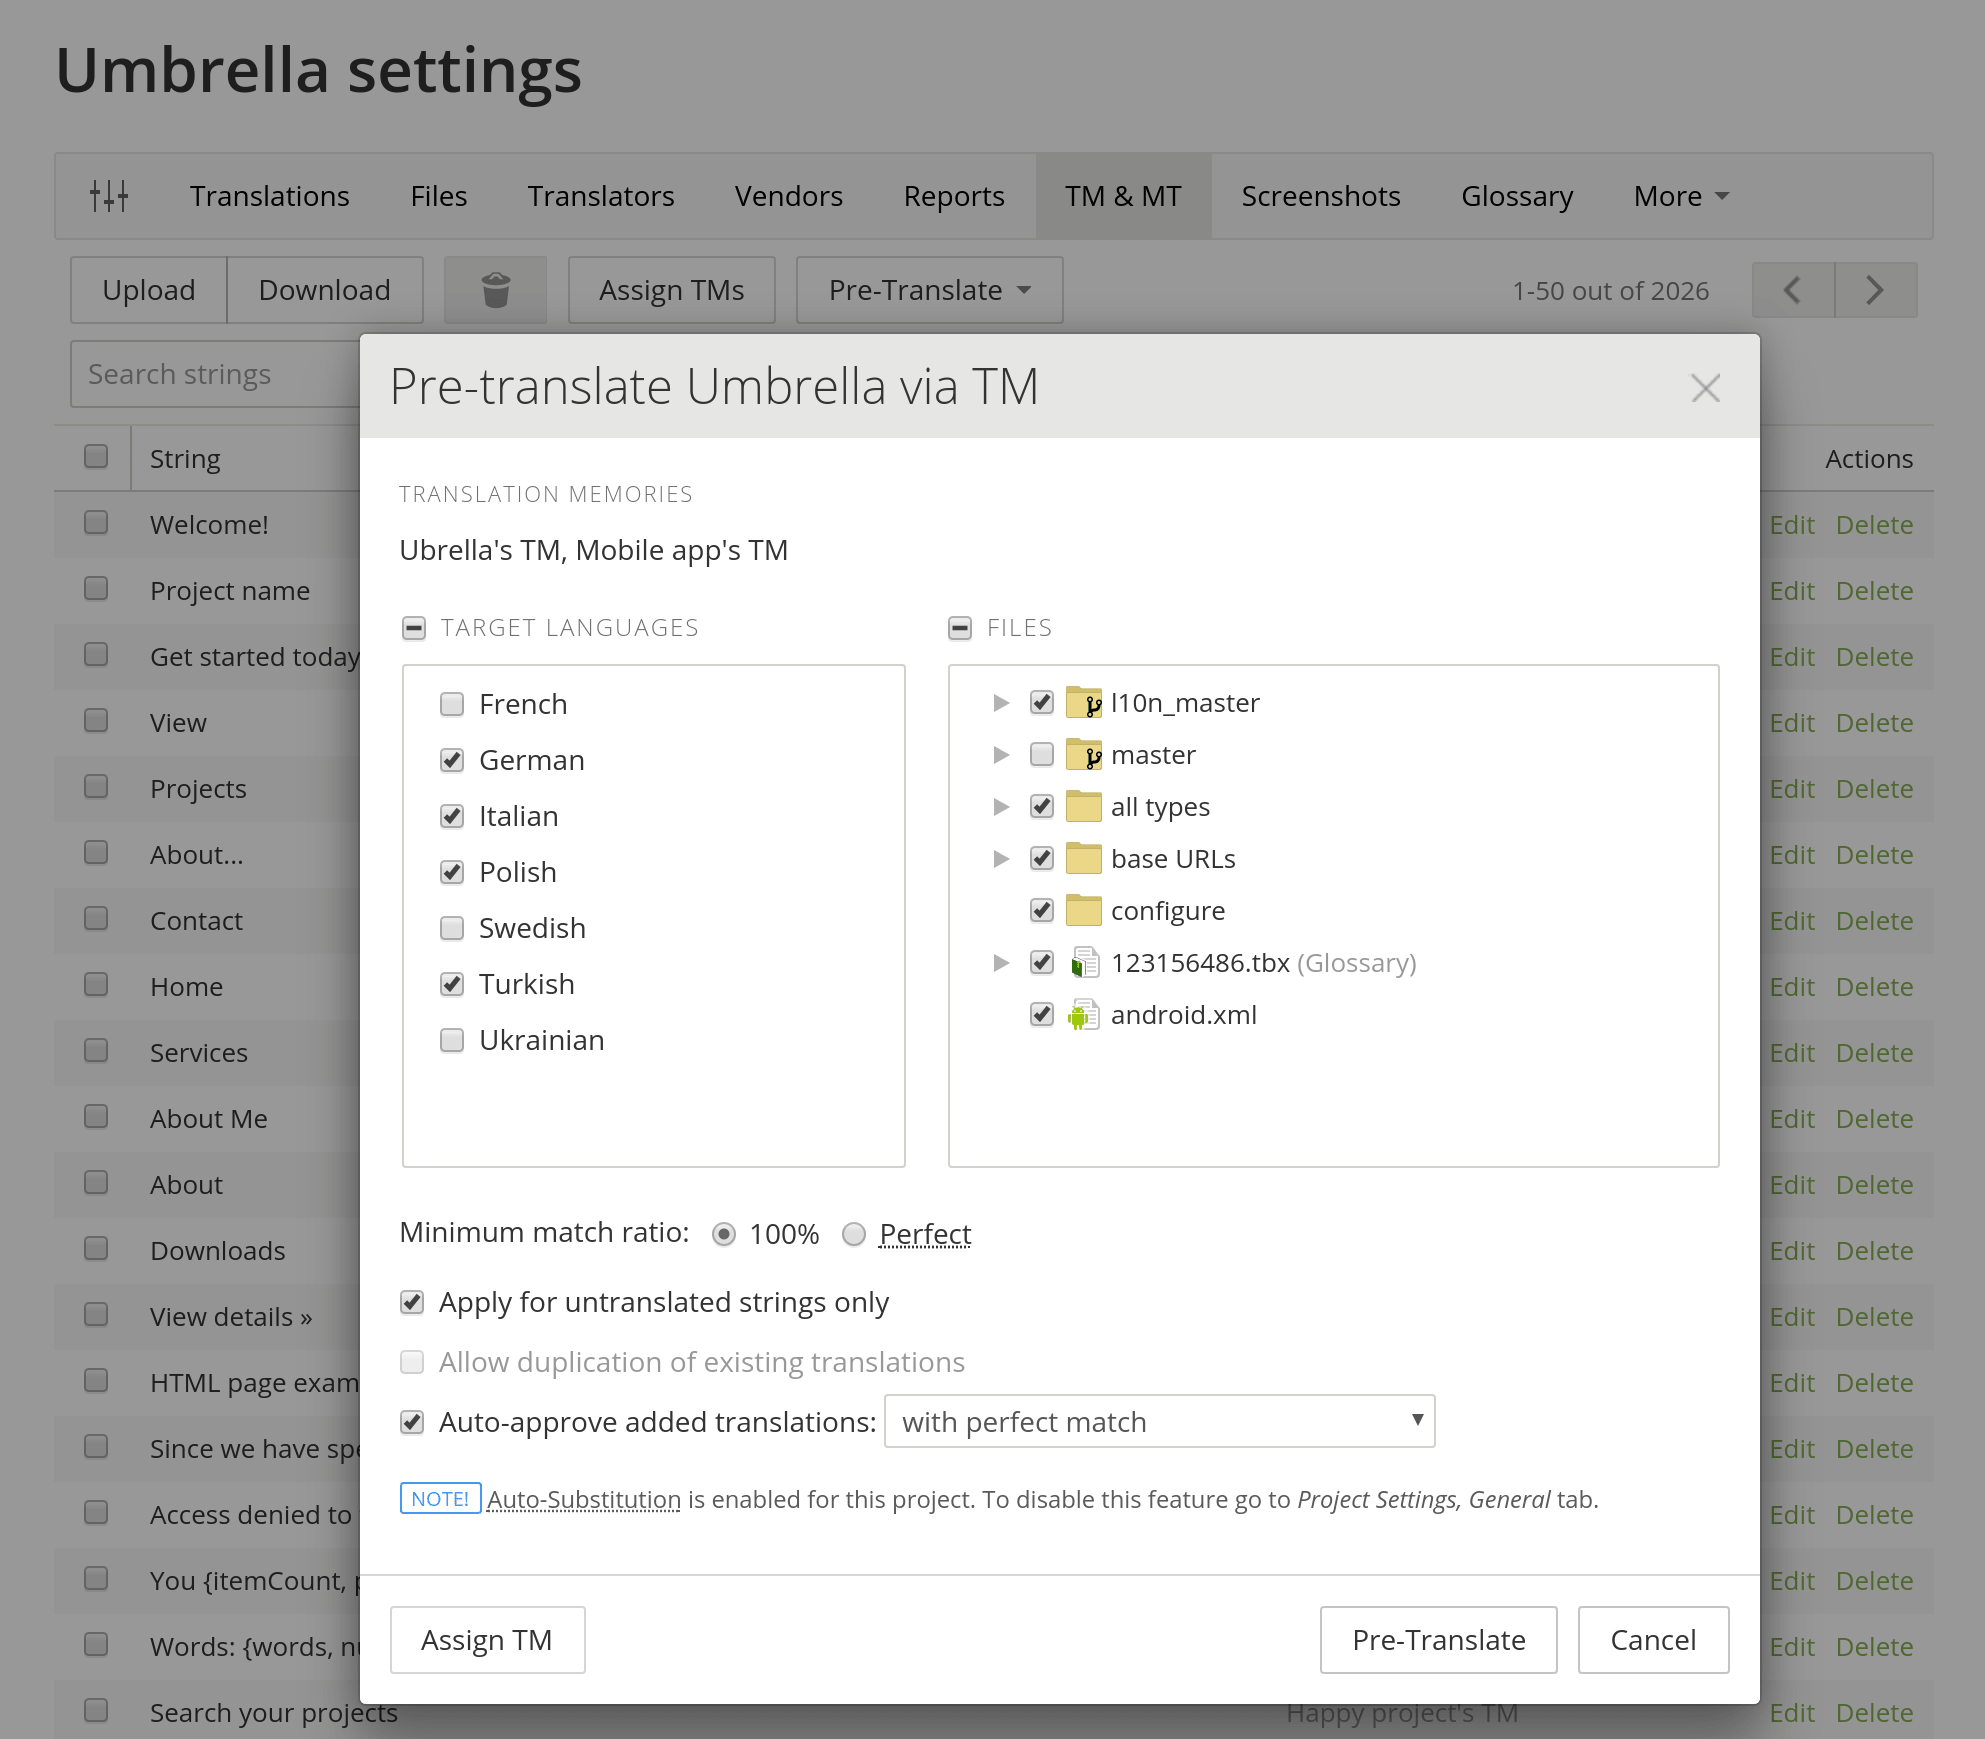 Umbrella settings
Translations Files Translators Vendors Reports TM & MT Screenshots Glossary More
Upload Download Assign TMs Pre-Translate 1-50 out of 2026
Search strings
String Actions
Welcome! Edit Delete
Project name Edit Delete
Get started today Edit Delete
View Edit Delete
Projects Edit Delete
About... Edit Delete
Contact Edit Delete
Home Edit Delete
Services Edit Delete
About Me Edit Delete
About Edit Delete
Downloads Edit Delete
View details » Edit Delete
HTML page exam Edit Delete
Since we have spe Edit Delete
Access denied to Edit Delete
You {itemCount, p Edit Delete
Words: {words, nu Edit Delete
Search your projects Happy project's TM Edit Delete
Pre-translate Umbrella via TM
TRANSLATION MEMORIES
Ubrella's TM, Mobile app's TM
TARGET LANGUAGES
French
German
Italian
Polish
Swedish
Turkish
Ukrainian
FILES
l10n_master
master
all types
base URLs
configure
123156486.tbx (Glossary)
android.xml
Minimum match ratio: 100% Perfect
Apply for untranslated strings only
Allow duplication of existing translations
Auto-approve added translations: with perfect match
NOTE! Auto-Substitution is enabled for this project. To disable this feature go to Project Settings, General tab.
Assign TM Pre-Translate Cancel